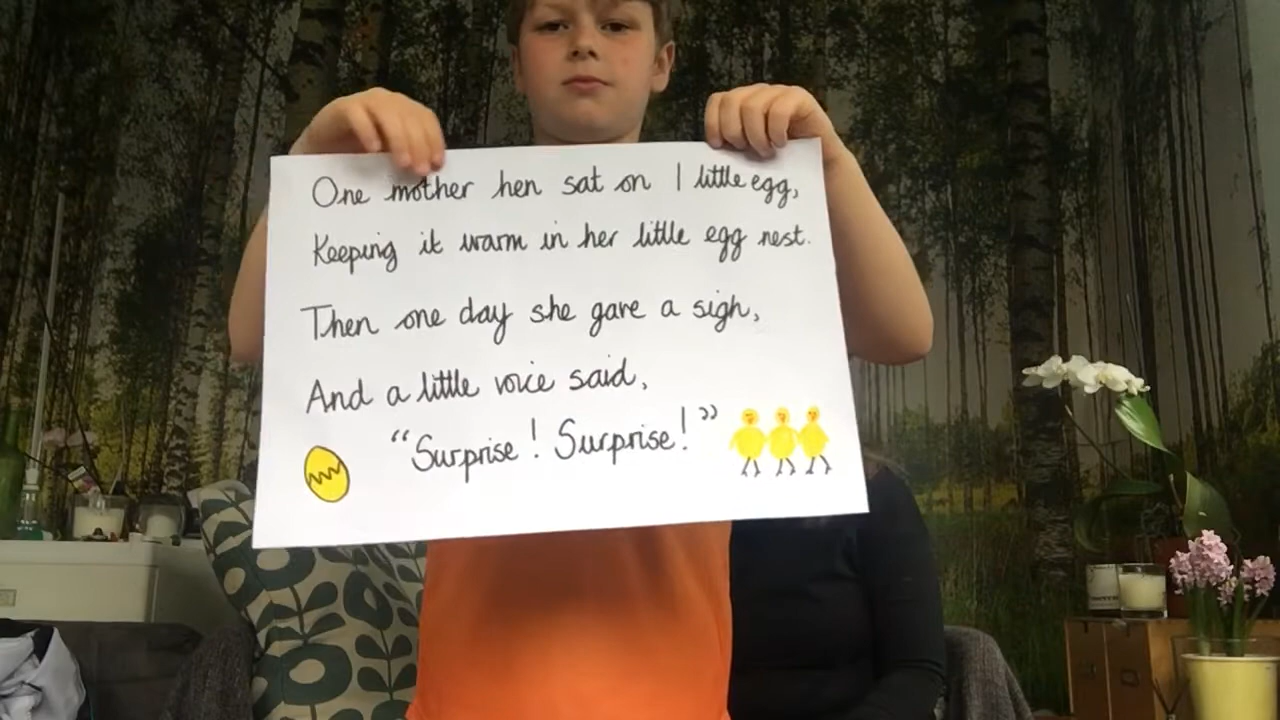 One mother hen sat on 1 little egg,
Keeping it warm in her little egg nest.
Then one day she gave a sigh,
And a little voice said,
"Surprise! Surprise!"